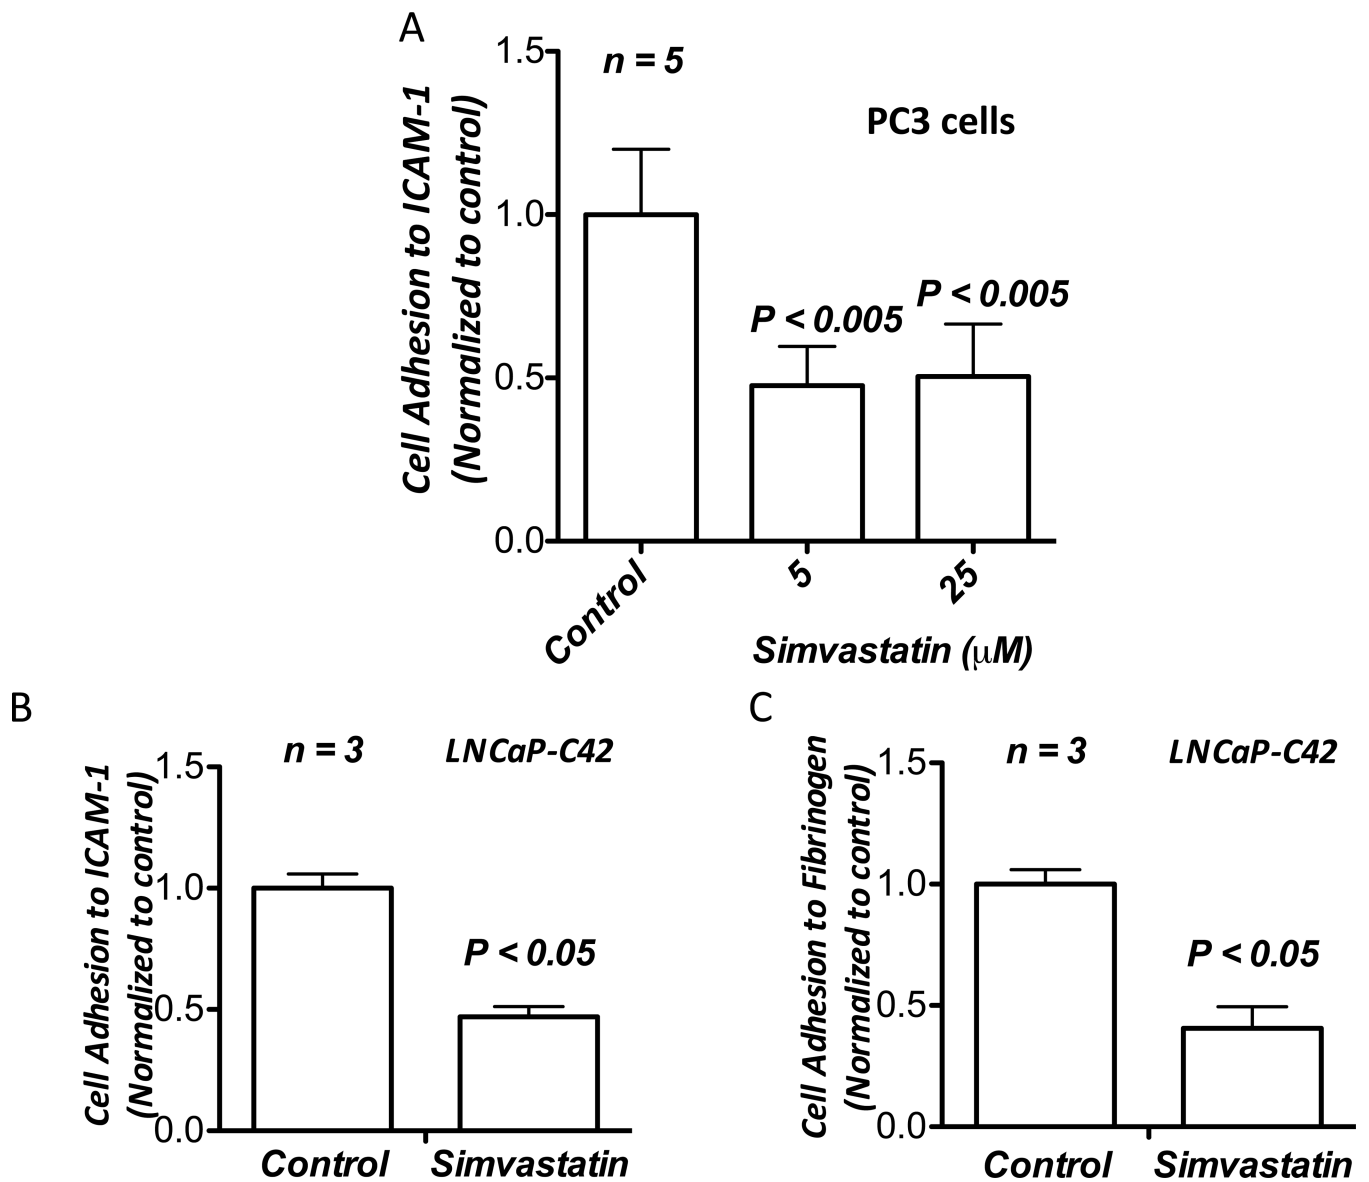 A
1.5
n = 5
PC3 cells
Cell Adhesion to ICAM-1
(Normalized to control)
1.0
P < 0.005
P < 0.005
0.5
0.0
Control
5
25
Simvastatin (μM)
B
1.5
n = 3
LNCaP-C42
Cell Adhesion to ICAM-1
(Normalized to control)
1.0
P < 0.05
0.5
0.0
Control
Simvastatin
C
1.5
n = 3
LNCaP-C42
Cell Adhesion to Fibrinogen
(Normalized to control)
1.0
P < 0.05
0.5
0.0
Control
Simvastatin